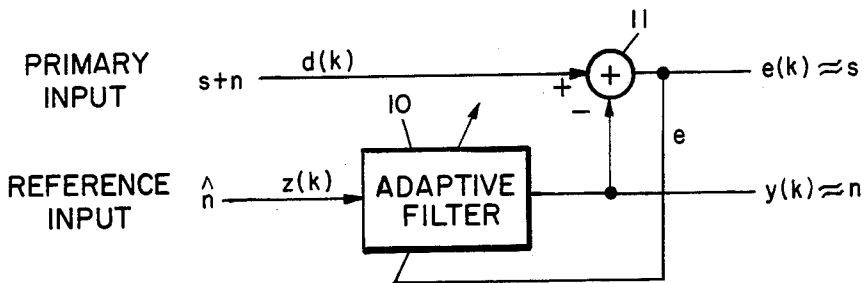 11
PRIMARY
INPUT
s+n
d(k)
+
+
−
e(k)≈s
e
10
REFERENCE
INPUT
n̂
z(k)
ADAPTIVE
FILTER
y(k)≈n